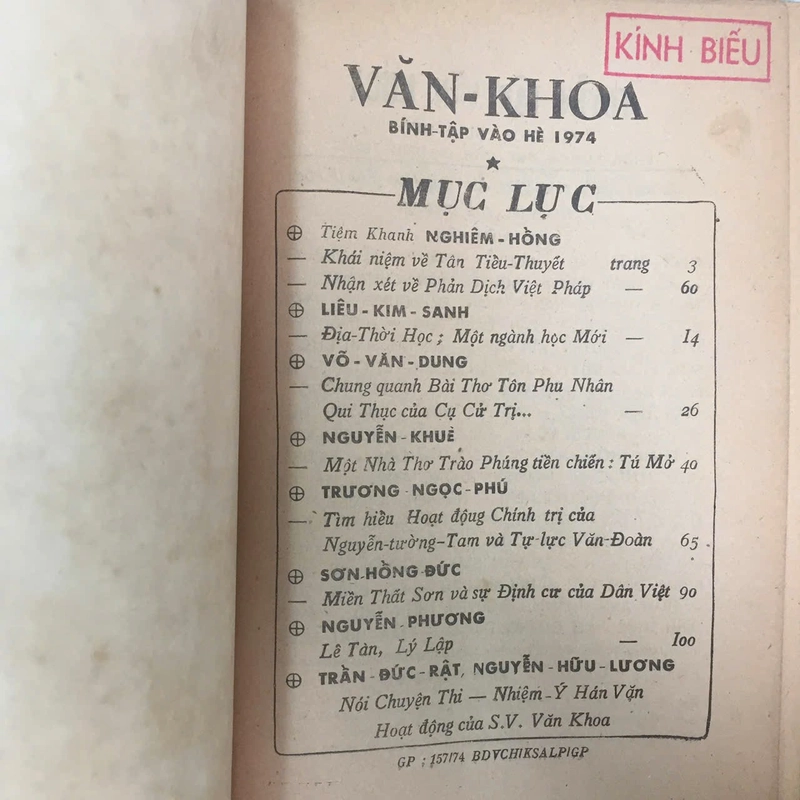 KÍNH BIẾU
VĂN-KHOA
BÍNH-TẬP VÀO HÈ 1974
MỤC LỤC
Tiệm Khanh NGHIÊM-HỒNG
— Khái niệm về Tân Tiểu-Thuyết trang 3
— Nhận xét về Phản Dịch Việt Pháp — 60
LIÊU-KIM-SANH
— Địa-Thời Học ; Một ngành học Mới — 14
VÕ-VĂN-DUNG
— Chung quanh Bài Thơ Tôn Phu Nhân
Qui Thục của Cụ Cử Trị... — 26
NGUYỄN-KHUÊ
— Một Nhà Thơ Trào Phúng tiền chiến : Tú Mở 40
TRƯƠNG-NGỌC-PHÚ
— Tìm hiểu Hoạt độug Chính trị của
Nguyễn-tường-Tam và Tự-lực Văn-Đoàn 65
SƠN-HỒNG-ĐỨC
— Miền Thất Sơn và sự Định cư của Dân Việt 90
NGUYỄN-PHƯƠNG
Lê Tàn, Lý Lập — 100
TRẦN-ĐỨC-RẬT, NGUYỄN-HỮU-LƯƠNG
Nói Chuyện Thi — Nhiệm-Ý Hán Vặn
Hoạt động của S.V. Văn Khoa
GP : 157/74 BDVCHIKSALP/GP